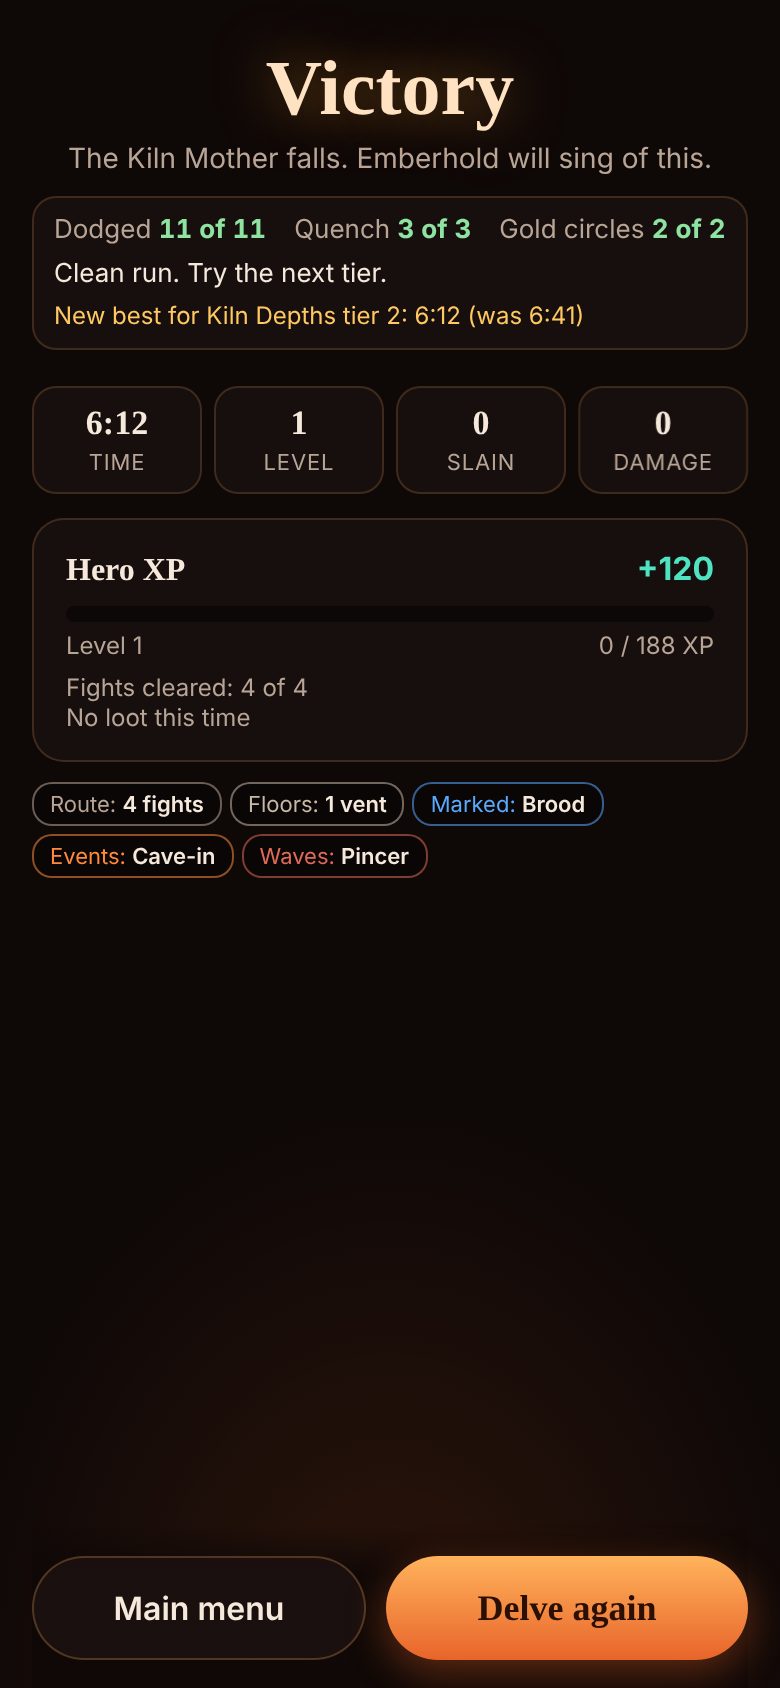 Victory
The Kiln Mother falls. Emberhold will sing of this.
Dodged 11 of 11 Quench 3 of 3 Gold circles 2 of 2
Clean run. Try the next tier.
New best for Kiln Depths tier 2: 6:12 (was 6:41)
6:12 1 0 0
TIME LEVEL SLAIN DAMAGE
Hero XP +120
Level 1 0 / 188 XP
Fights cleared: 4 of 4
No loot this time
Route: 4 fights Floors: 1 vent Marked: Brood
Events: Cave-in Waves: Pincer
Main menu Delve again